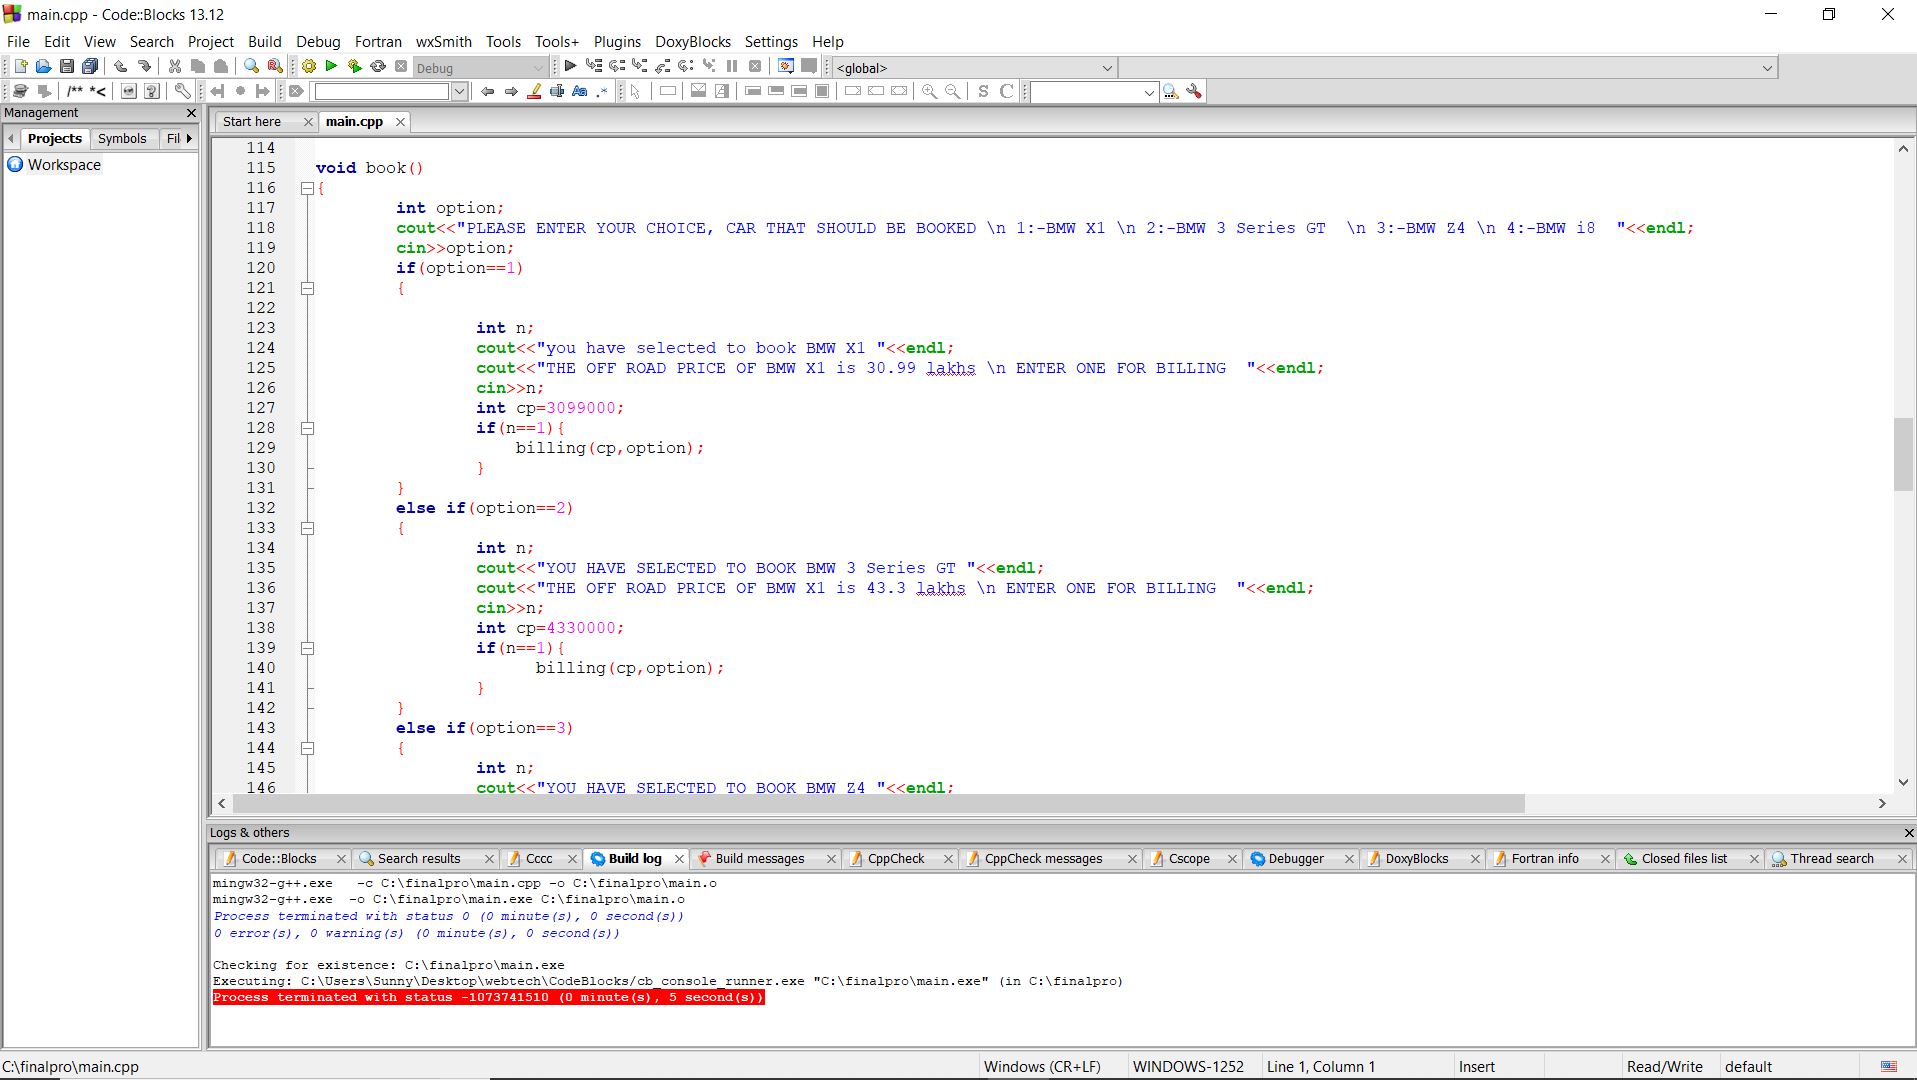 main.cpp - Code::Blocks 13.12
File Edit View Search Project Build Debug Fortran wxSmith Tools Tools+ Plugins DoxyBlocks Settings Help
Debug <global>
/** *< Aa .* S C
Management
Projects Symbols Fil
Workspace
Start here main.cpp
114
115 void book()
116 {
117 int option;
118 cout<<"PLEASE ENTER YOUR CHOICE, CAR THAT SHOULD BE BOOKED \n 1:-BMW X1 \n 2:-BMW 3 Series GT  \n 3:-BMW Z4 \n 4:-BMW i8  "<<endl;
119 cin>>option;
120 if(option==1)
121 {
122
123 int n;
124 cout<<"you have selected to book BMW X1 "<<endl;
125 cout<<"THE OFF ROAD PRICE OF BMW X1 is 30.99 lakhs \n ENTER ONE FOR BILLING  "<<endl;
126 cin>>n;
127 int cp=3099000;
128 if(n==1){
129 billing(cp,option);
130 }
131 }
132 else if(option==2)
133 {
134 int n;
135 cout<<"YOU HAVE SELECTED TO BOOK BMW 3 Series GT "<<endl;
136 cout<<"THE OFF ROAD PRICE OF BMW X1 is 43.3 lakhs \n ENTER ONE FOR BILLING  "<<endl;
137 cin>>n;
138 int cp=4330000;
139 if(n==1){
140 billing(cp,option);
141 }
142 }
143 else if(option==3)
144 {
145 int n;
146 cout<<"YOU HAVE SELECTED TO BOOK BMW Z4 "<<endl;
Logs & others
Code::Blocks Search results Cccc Build log Build messages CppCheck CppCheck messages Cscope Debugger DoxyBlocks Fortran info Closed files list Thread search
mingw32-g++.exe   -c C:\finalpro\main.cpp -o C:\finalpro\main.o
mingw32-g++.exe  -o C:\finalpro\main.exe C:\finalpro\main.o
Process terminated with status 0 (0 minute(s), 0 second(s))
0 error(s), 0 warning(s) (0 minute(s), 0 second(s))
Checking for existence: C:\finalpro\main.exe
Executing: C:\Users\Sunny\Desktop\webtech\CodeBlocks/cb_console_runner.exe "C:\finalpro\main.exe" (in C:\finalpro)
Process terminated with status -1073741510 (0 minute(s), 5 second(s))
C:\finalpro\main.cpp Windows (CR+LF) WINDOWS-1252 Line 1, Column 1 Insert Read/Write default